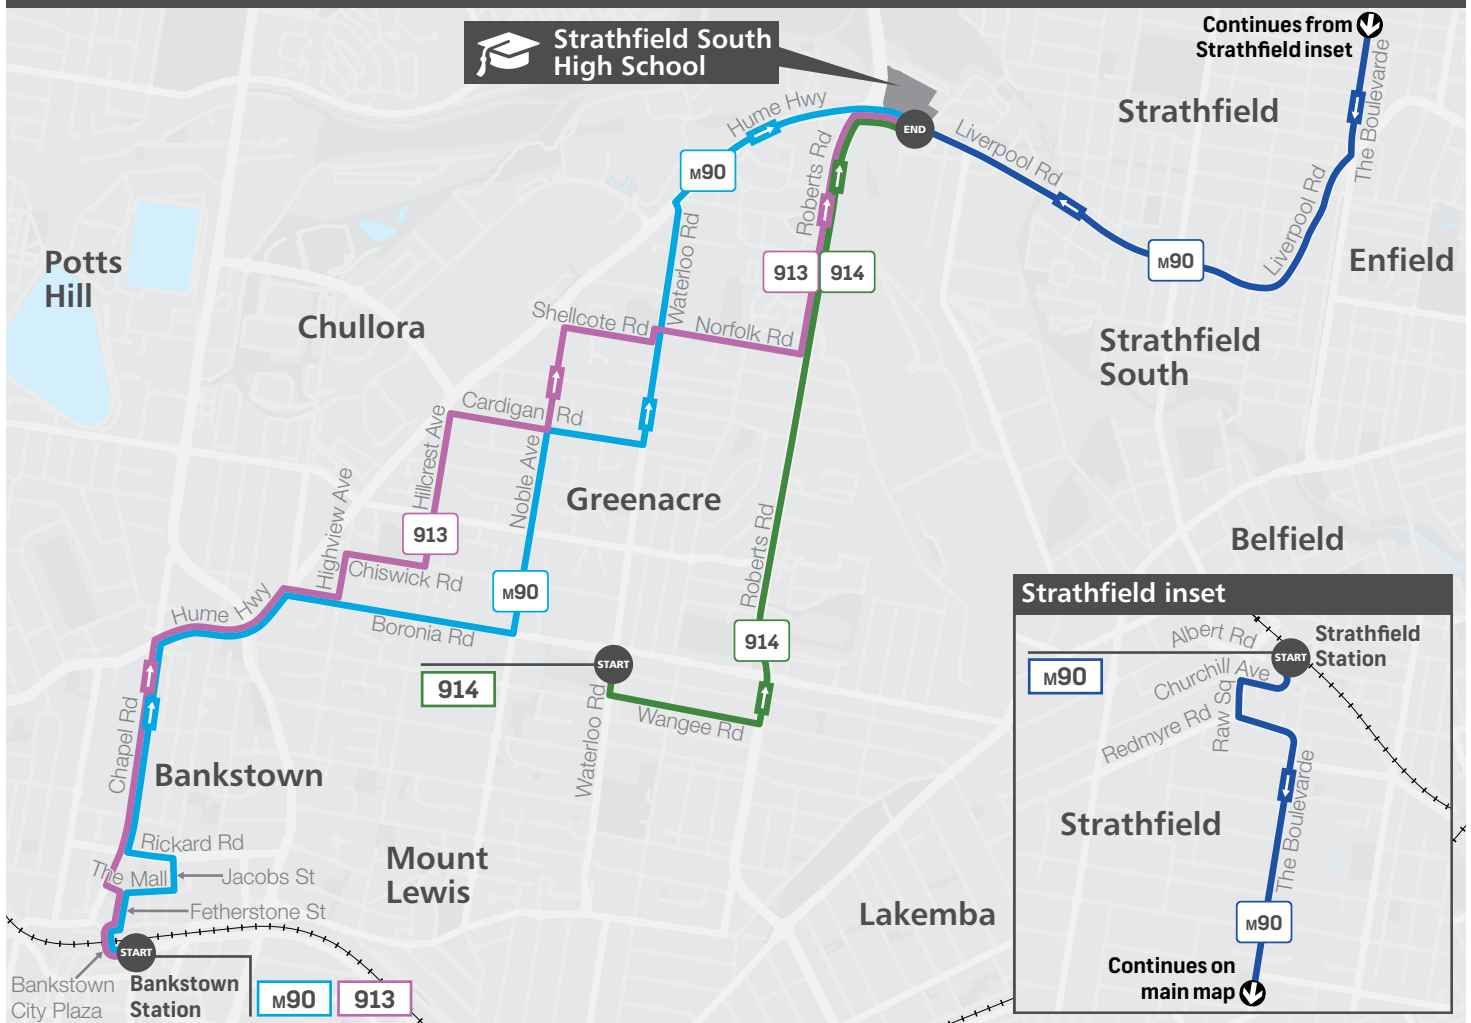 Strathfield South
High School
Continues from
Strathfield inset
The Boulevarde
Strathfield
Hume Hwy
END
Liverpool Rd
Roberts Rd
M90
Liverpool Rd
Waterloo Rd
M90
Enfield
Potts
Hill
913
914
Chullora
Shellcote Rd
Norfolk Rd
Strathfield
South
Cardigan Rd
Hillcrest Ave
Noble Ave
Greenacre
Highview Ave
913
Roberts Rd
Belfield
Chiswick Rd
M90
Hume Hwy
Boronia Rd
914
START
914
Waterloo Rd
Wangee Rd
Chapel Rd
Bankstown
Rickard Rd
The Mall
Jacobs St
Fetherstone St
Mount
Lewis
Lakemba
START
Bankstown
City Plaza
Bankstown
Station
M90
913
Strathfield inset
Albert Rd
Strathfield
Station
START
M90
Churchill Ave
Raw Sq
Redmyre Rd
The Boulevarde
Strathfield
M90
Continues on
main map